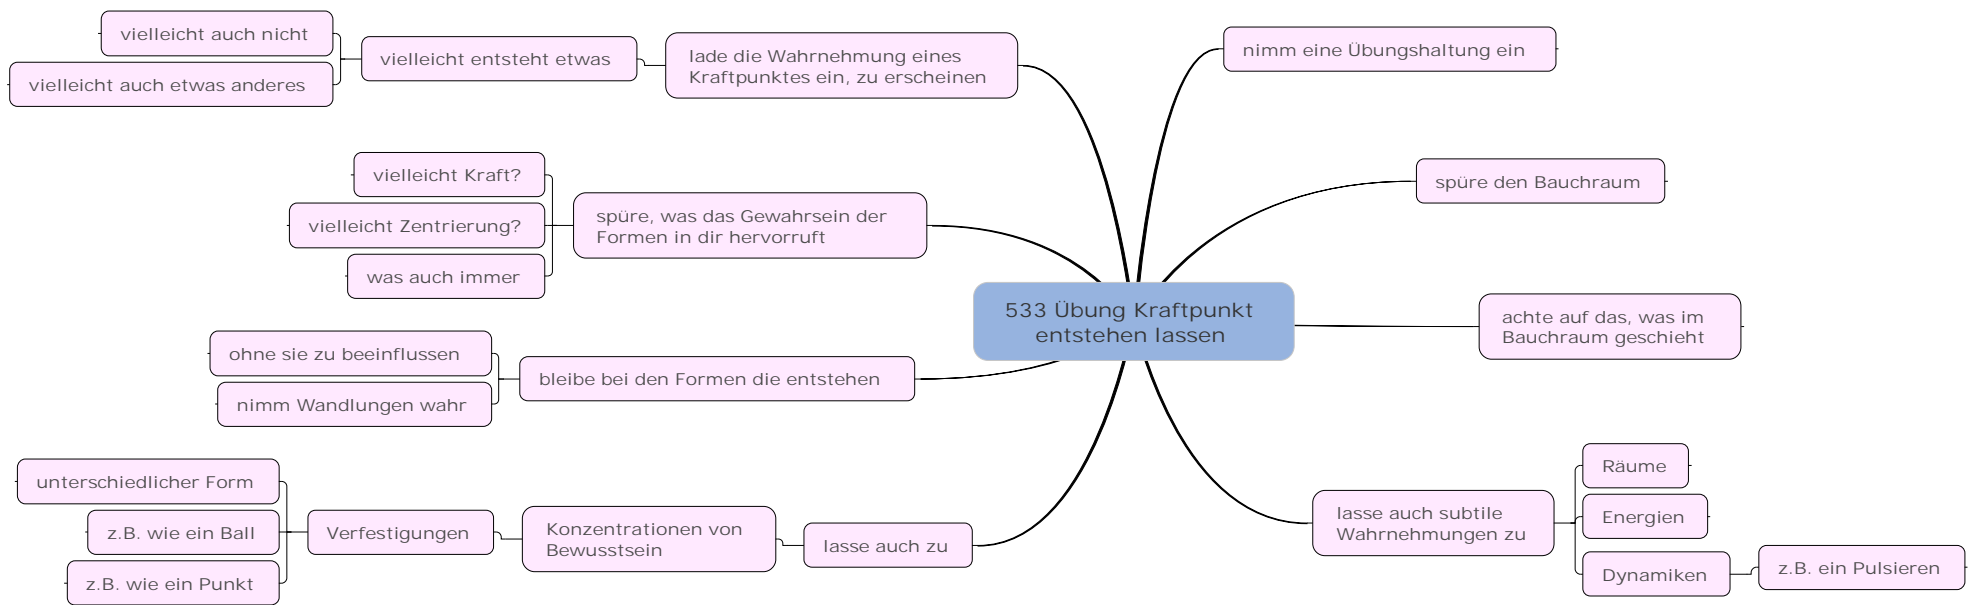 533 Übung Kraftpunkt
entstehen lassen
nimm eine Übungshaltung ein
spüre den Bauchraum
achte auf das, was im
Bauchraum geschieht
lasse auch subtile
Wahrnehmungen zu
Räume
Energien
Dynamiken
z.B. ein Pulsieren
lasse auch zu
Konzentrationen von
Bewusstsein
Verfestigungen
unterschiedlicher Form
z.B. wie ein Ball
z.B. wie ein Punkt
bleibe bei den Formen die entstehen
ohne sie zu beeinflussen
nimm Wandlungen wahr
spüre, was das Gewahrsein der
Formen in dir hervorruft
vielleicht Kraft?
vielleicht Zentrierung?
was auch immer
lade die Wahrnehmung eines
Kraftpunktes ein, zu erscheinen
vielleicht entsteht etwas
vielleicht auch nicht
vielleicht auch etwas anderes